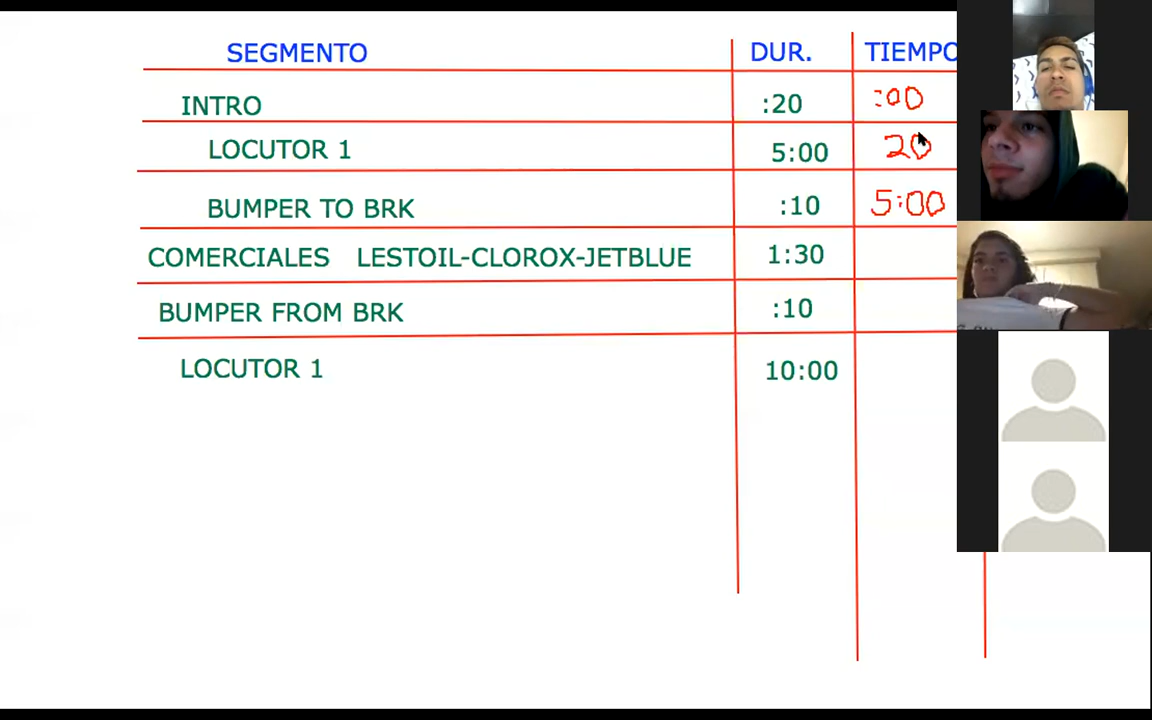 SEGMENTO DUR. TIEMPO
INTRO :20 :00
LOCUTOR 1 5:00 20
BUMPER TO BRK :10 5:00
COMERCIALES LESTOIL-CLOROX-JETBLUE 1:30
BUMPER FROM BRK :10
LOCUTOR 1 10:00